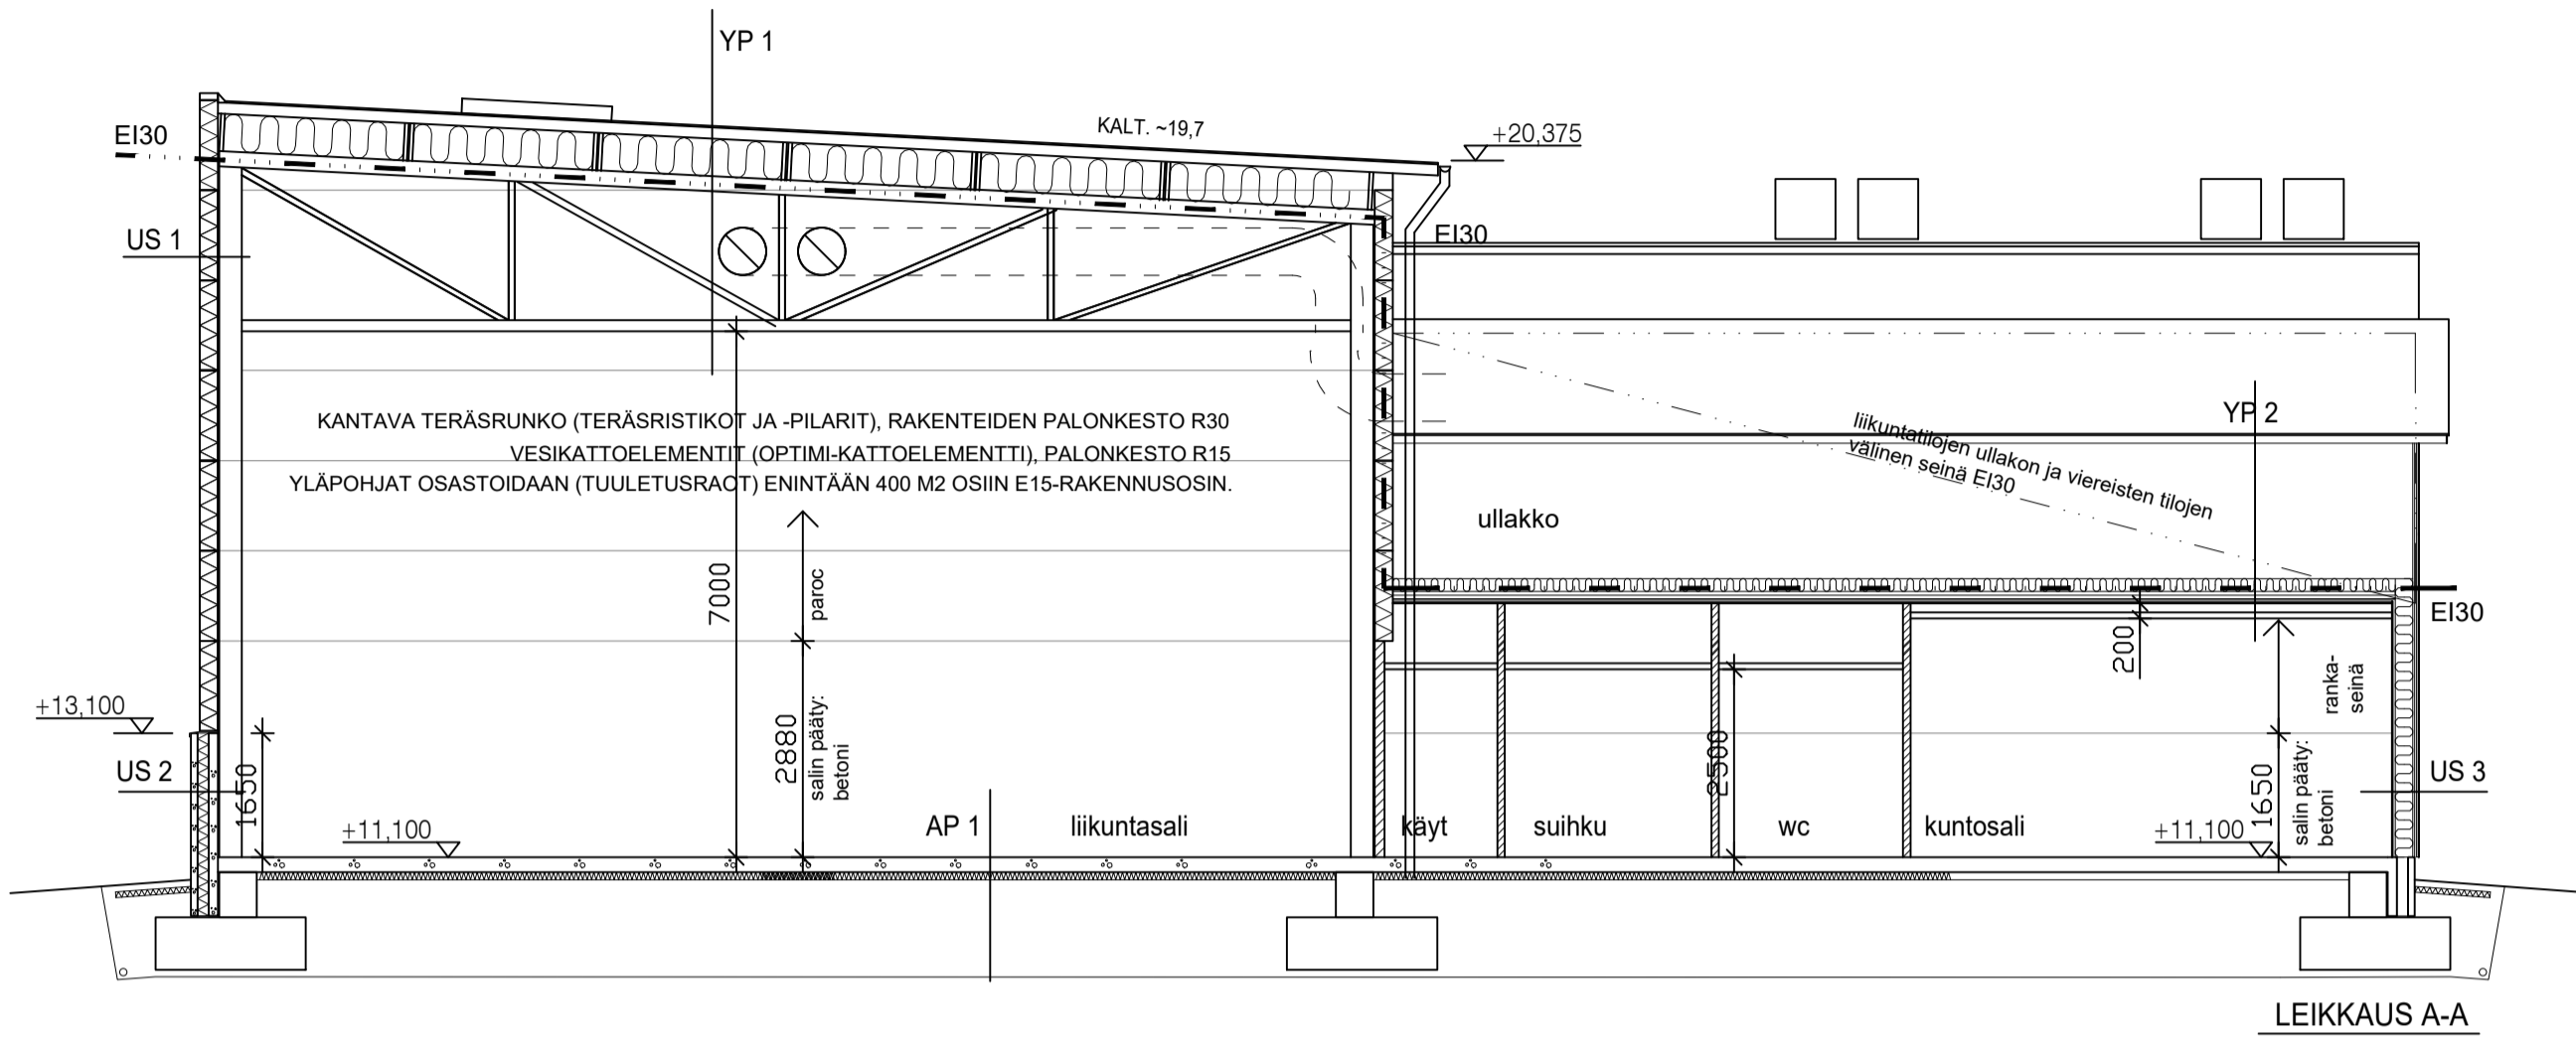 YP 1
KALT. ~19,7
+20,375
EI30
US 1
EI30
KANTAVA TERÄSRUNKO (TERÄSRISTIKOT JA -PILARIT), RAKENTEIDEN PALONKESTO R30
VESIKATTOELEMENTIT (OPTIMI-KATTOELEMENTTI), PALONKESTO R15
YLÄPOHJAT OSASTOIDAAN (TUULETUSRAOT) ENINTÄÄN 400 M2 OSIIN E15-RAKENNUSOSIN.
YP 2
liikuntatilojen ullakon ja viereisten tilojen
välinen seinä EI30
ullakko
7000
paroc
EI30
200
ranka-
seinä
+13,100
2880
salin pääty:
betoni
2500
US 2
1650
US 3
1650
salin pääty:
betoni
+11,100
AP 1
liikuntasali
käyt
suihku
wc
kuntosali
+11,100
LEIKKAUS A-A